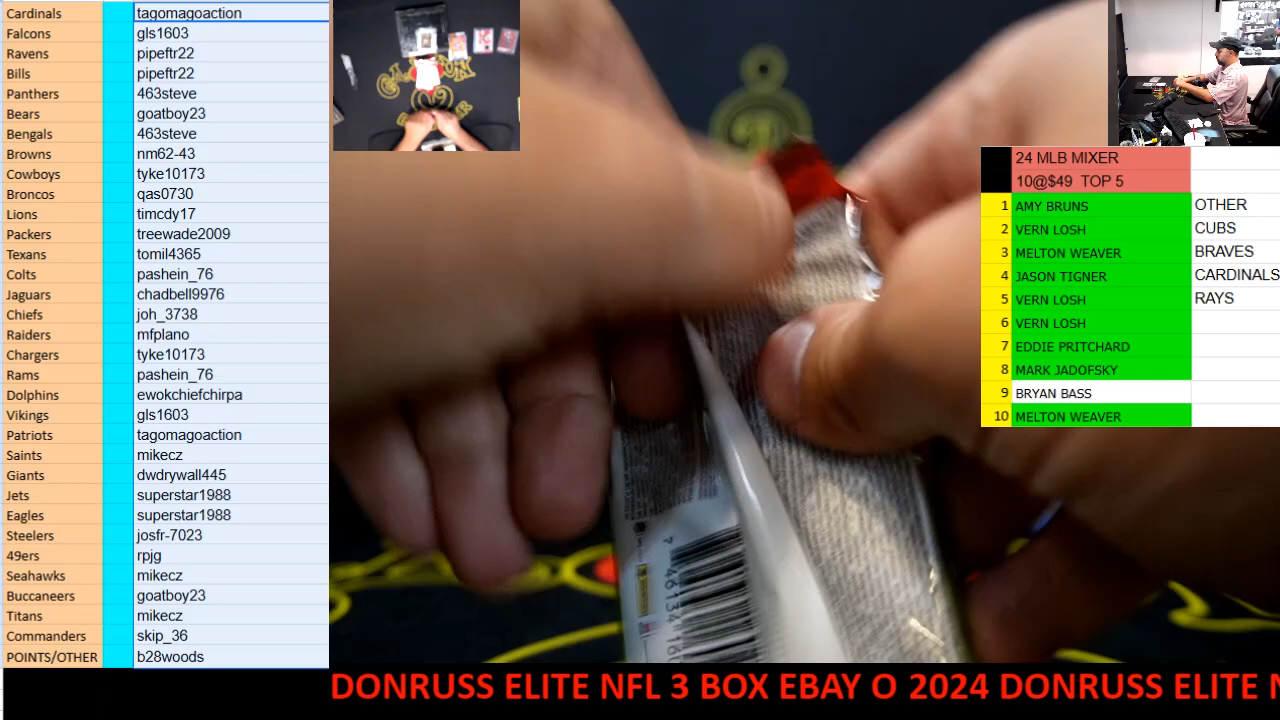 Cardinals tagomagoaction
Falcons gls1603
Ravens pipeftr22
Bills pipeftr22
Panthers 463steve
Bears goatboy23
Bengals 463steve
Browns nm62-43
Cowboys tyke10173
Broncos qas0730
Lions timcdy17
Packers treewade2009
Texans tomil4365
Colts pashein_76
Jaguars chadbell9976
Chiefs joh_3738
Raiders mfplano
Chargers tyke10173
Rams pashein_76
Dolphins ewokchiefchirpa
Vikings gls1603
Patriots tagomagoaction
Saints mikecz
Giants dwdrywall445
Jets superstar1988
Eagles superstar1988
Steelers josfr-7023
49ers rpjg
Seahawks mikecz
Buccaneers goatboy23
Titans mikecz
Commanders skip_36
POINTS/OTHER b28woods
24 MLB MIXER
10@$49 TOP 5
1 AMY BRUNS OTHER
2 VERN LOSH CUBS
3 MELTON WEAVER BRAVES
4 JASON TIGNER CARDINALS
5 VERN LOSH RAYS
6 VERN LOSH
7 EDDIE PRITCHARD
8 MARK JADOFSKY
9 BRYAN BASS
10 MELTON WEAVER
DONRUSS ELITE NFL 3 BOX EBAY O 2024 DONRUSS ELITE